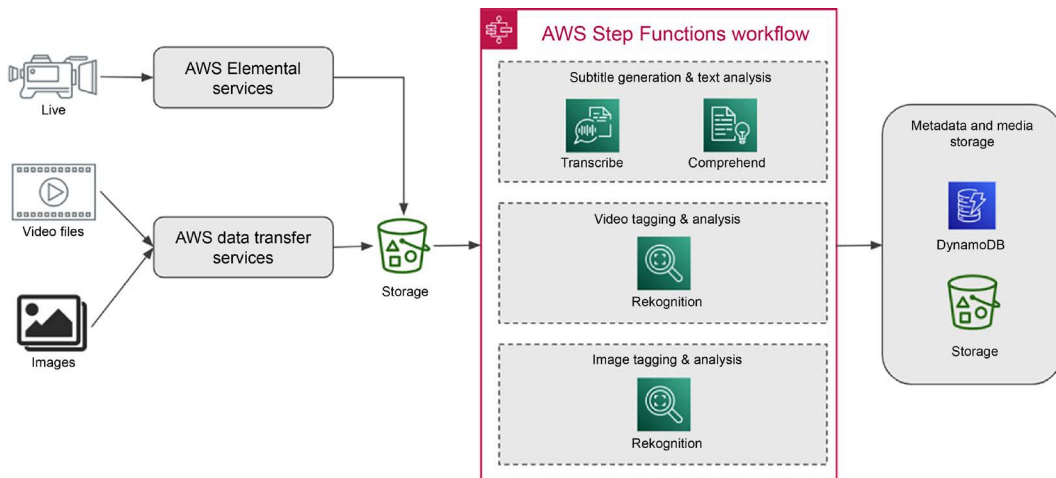 Live
AWS Elemental
services
Video files
AWS data transfer
services
Images
Storage
AWS Step Functions workflow
Subtitle generation & text analysis
Transcribe
Comprehend
Video tagging & analysis
Rekognition
Image tagging & analysis
Rekognition
Metadata and media
storage
DynamoDB
Storage